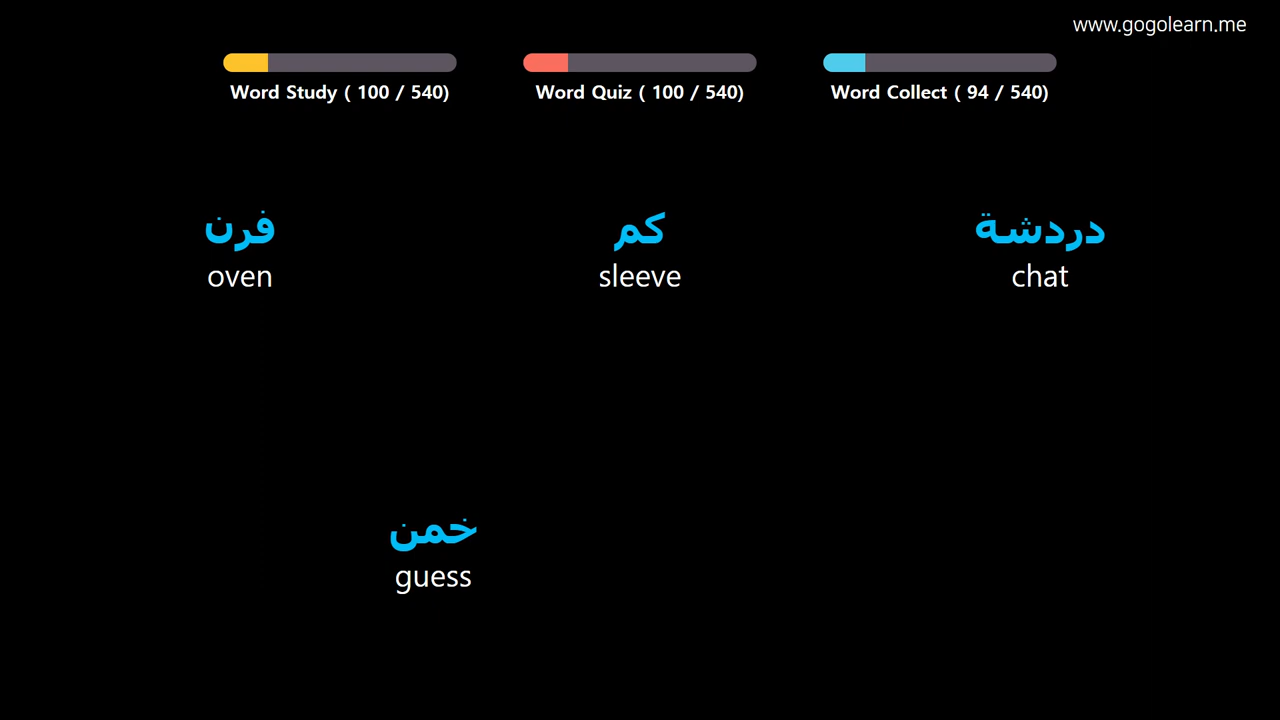 www.gogolearn.me
Word Study ( 100 / 540)
Word Quiz ( 100 / 540)
Word Collect ( 94 / 540)
فرن
oven
كم
sleeve
دردشة
chat
خمن
guess